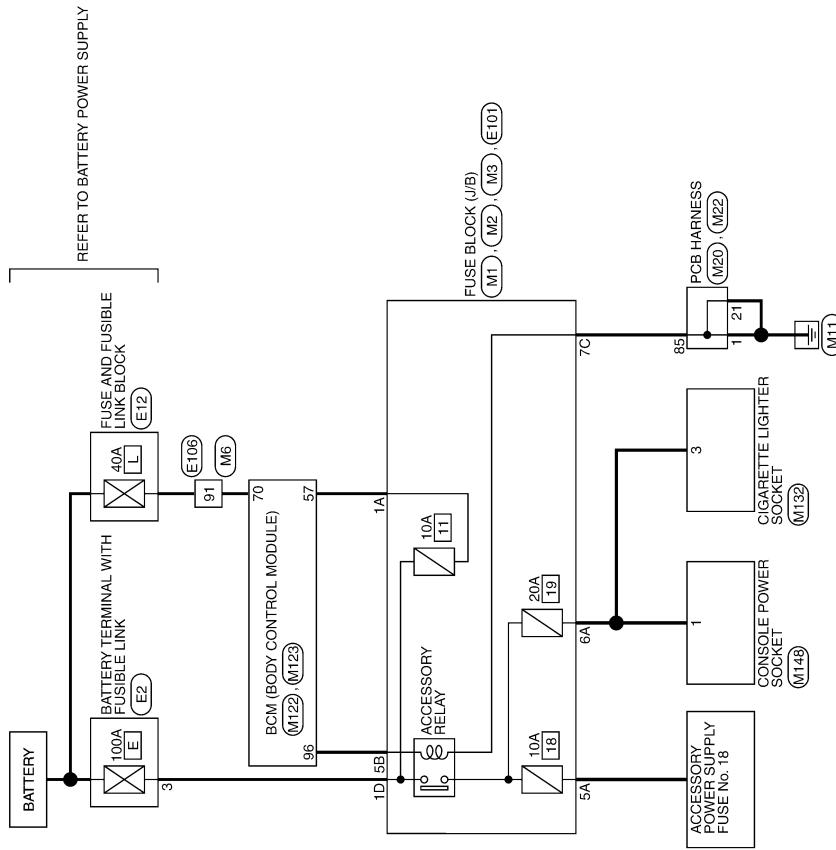 REFER TO BATTERY POWER SUPPLY
BATTERY
BATTERY TERMINAL WITH
FUSIBLE LINK
E2
100A
E
3
FUSE AND FUSIBLE
LINK BLOCK
E12
40A
L
E106
91
M6
BCM (BODY CONTROL MODULE)
M122 , M123
70
57
96
FUSE BLOCK (J/B)
M1 , M2 , M3 , E101
1D
5B
1A
ACCESSORY
RELAY
10A
11
10A
18
20A
19
5A
6A
7C
ACCESSORY
POWER SUPPLY
FUSE No. 18
CONSOLE POWER
SOCKET
M148
1
CIGARETTE LIGHTER
SOCKET
M132
3
PCB HARNESS
M20 , M22
85
1
21
M11